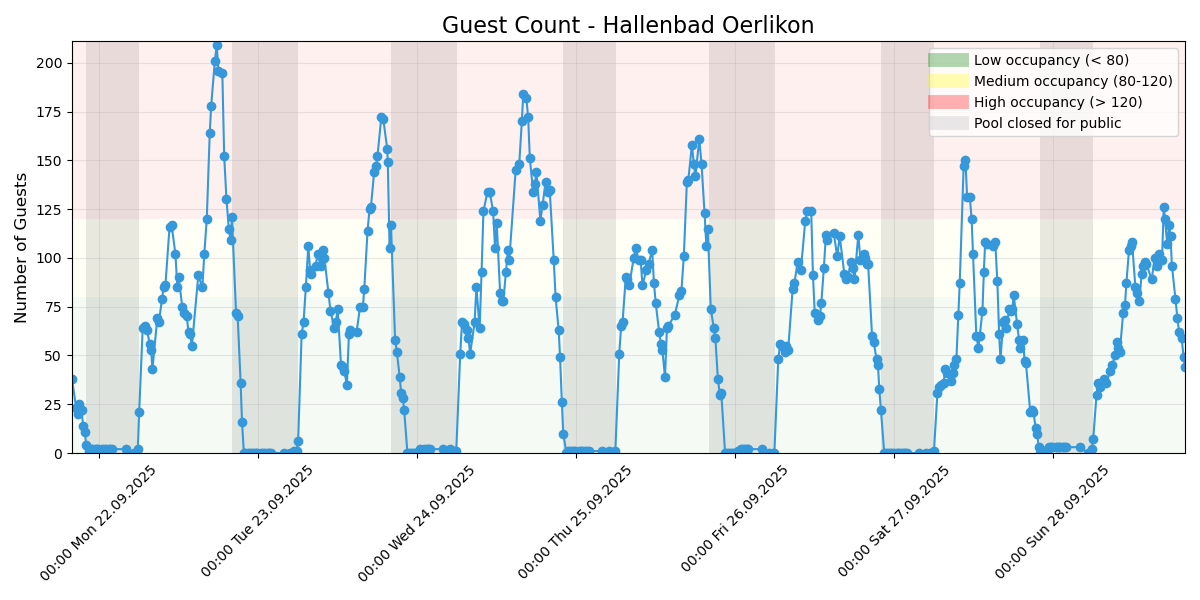 Guest Count - Hallenbad Oerlikon
Low occupancy (< 80)
Medium occupancy (80-120)
High occupancy (> 120)
Pool closed for public
Number of Guests
200
175
150
125
100
75
50
25
0
00:00 Mon 22.09.2025
00:00 Tue 23.09.2025
00:00 Wed 24.09.2025
00:00 Thu 25.09.2025
00:00 Fri 26.09.2025
00:00 Sat 27.09.2025
00:00 Sun 28.09.2025